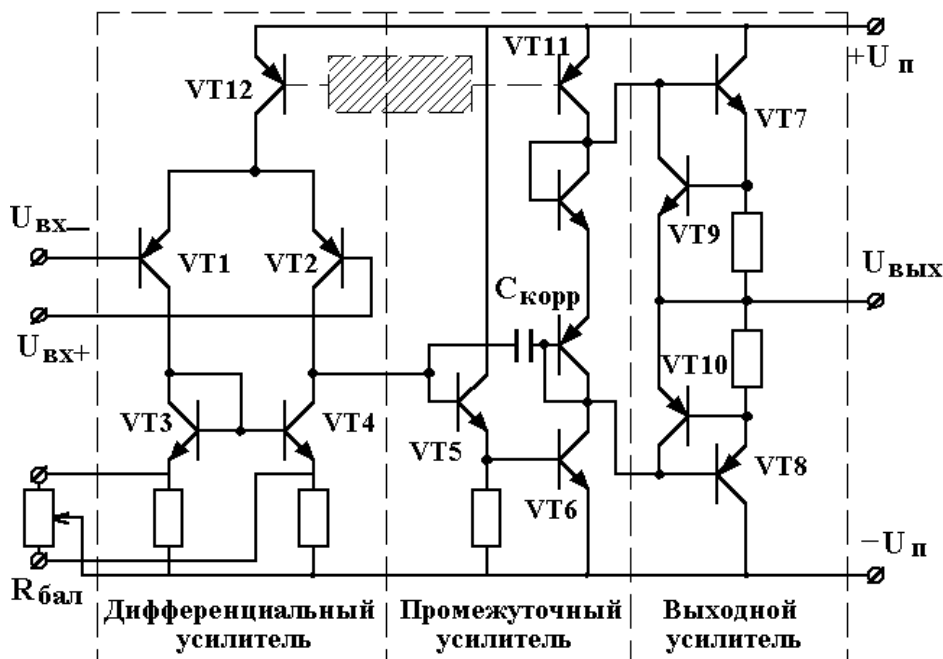 VT11
+U п
VT12
VT7
U вх–
VT1
VT2
VT9
U вых
C корр
U вх+
VT10
VT3
VT4
VT5
VT8
VT6
–U п
R бал
Дифференциальный
усилитель
Промежуточный
усилитель
Выходной
усилитель